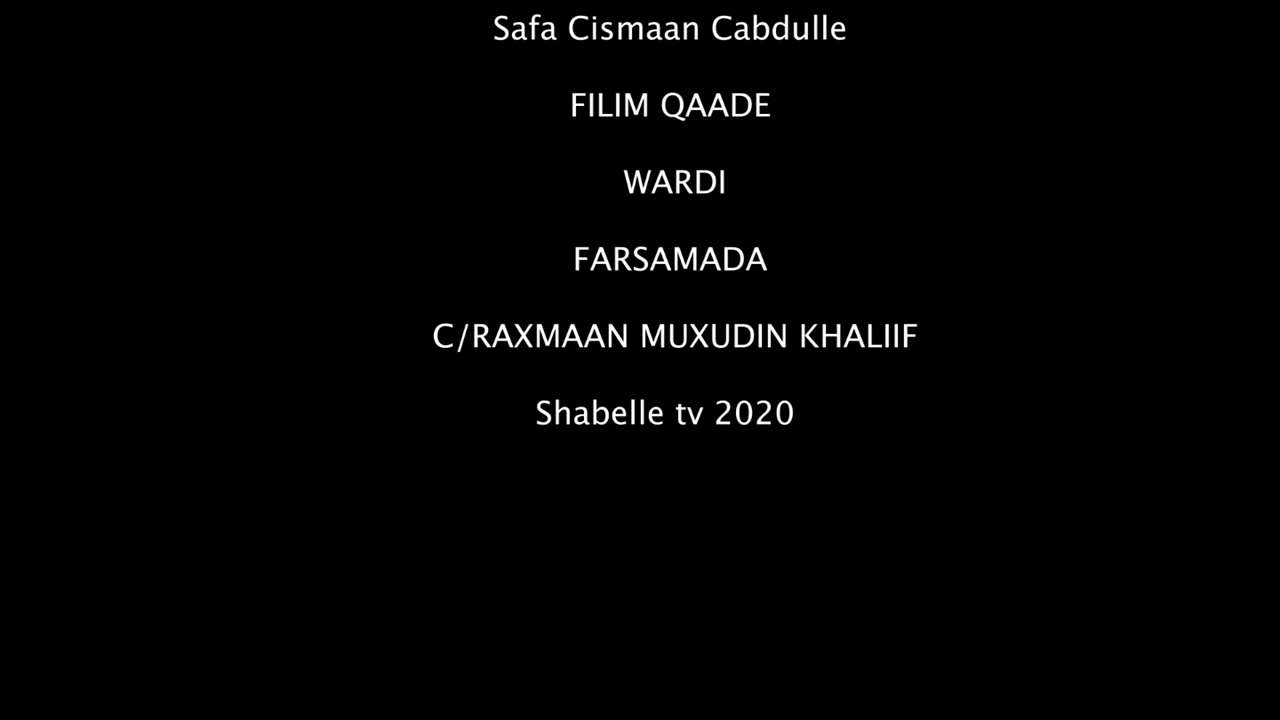 Safa Cismaan Cabdulle
FILIM QAADE
WARDI
FARSAMADA
C/RAXMAAN MUXUDIN KHALIIF
Shabelle tv 2020